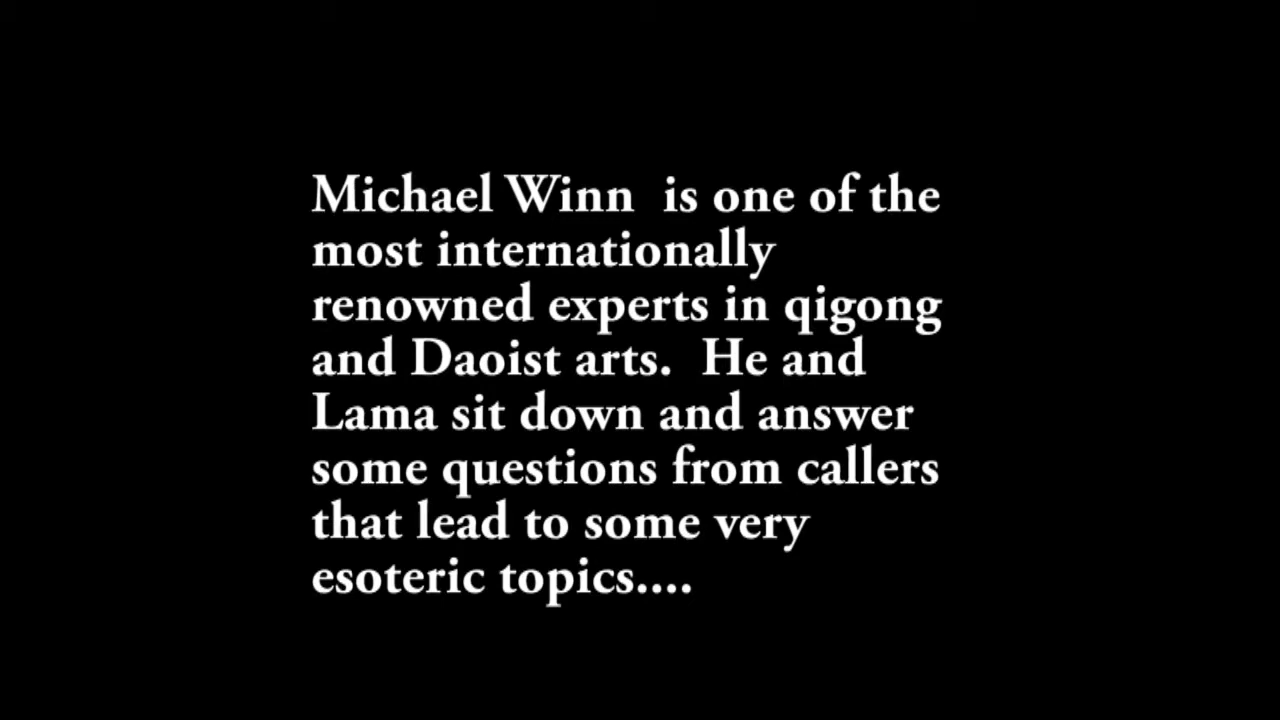 Michael Winn  is one of the
most internationally
renowned experts in qigong
and Daoist arts.  He and
Lama sit down and answer
some questions from callers
that lead to some very
esoteric topics....